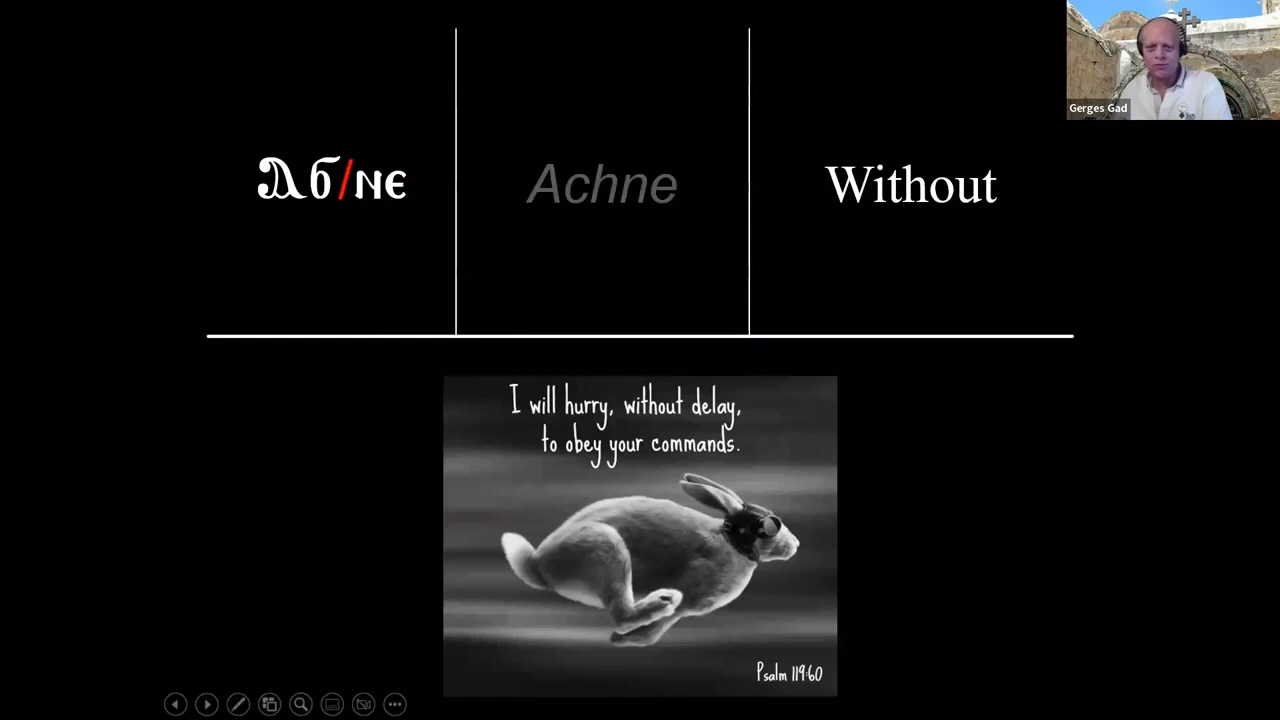 Ⲁϭ/ⲛⲉ
Achne
Without
I will hurry, without delay,
to obey your commands.
Psalm 119:60
Gerges Gad